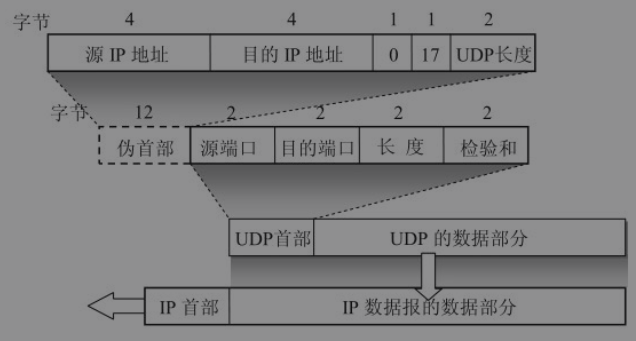 字节 4 4 1 1 2
源 IP 地址 目的 IP 地址 0 17 UDP长度
字节 12 2 2 2 2
伪首部 源端口 目的端口 长 度 检验和
UDP首部 UDP 的数据部分
IP 首部 IP 数据报的数据部分